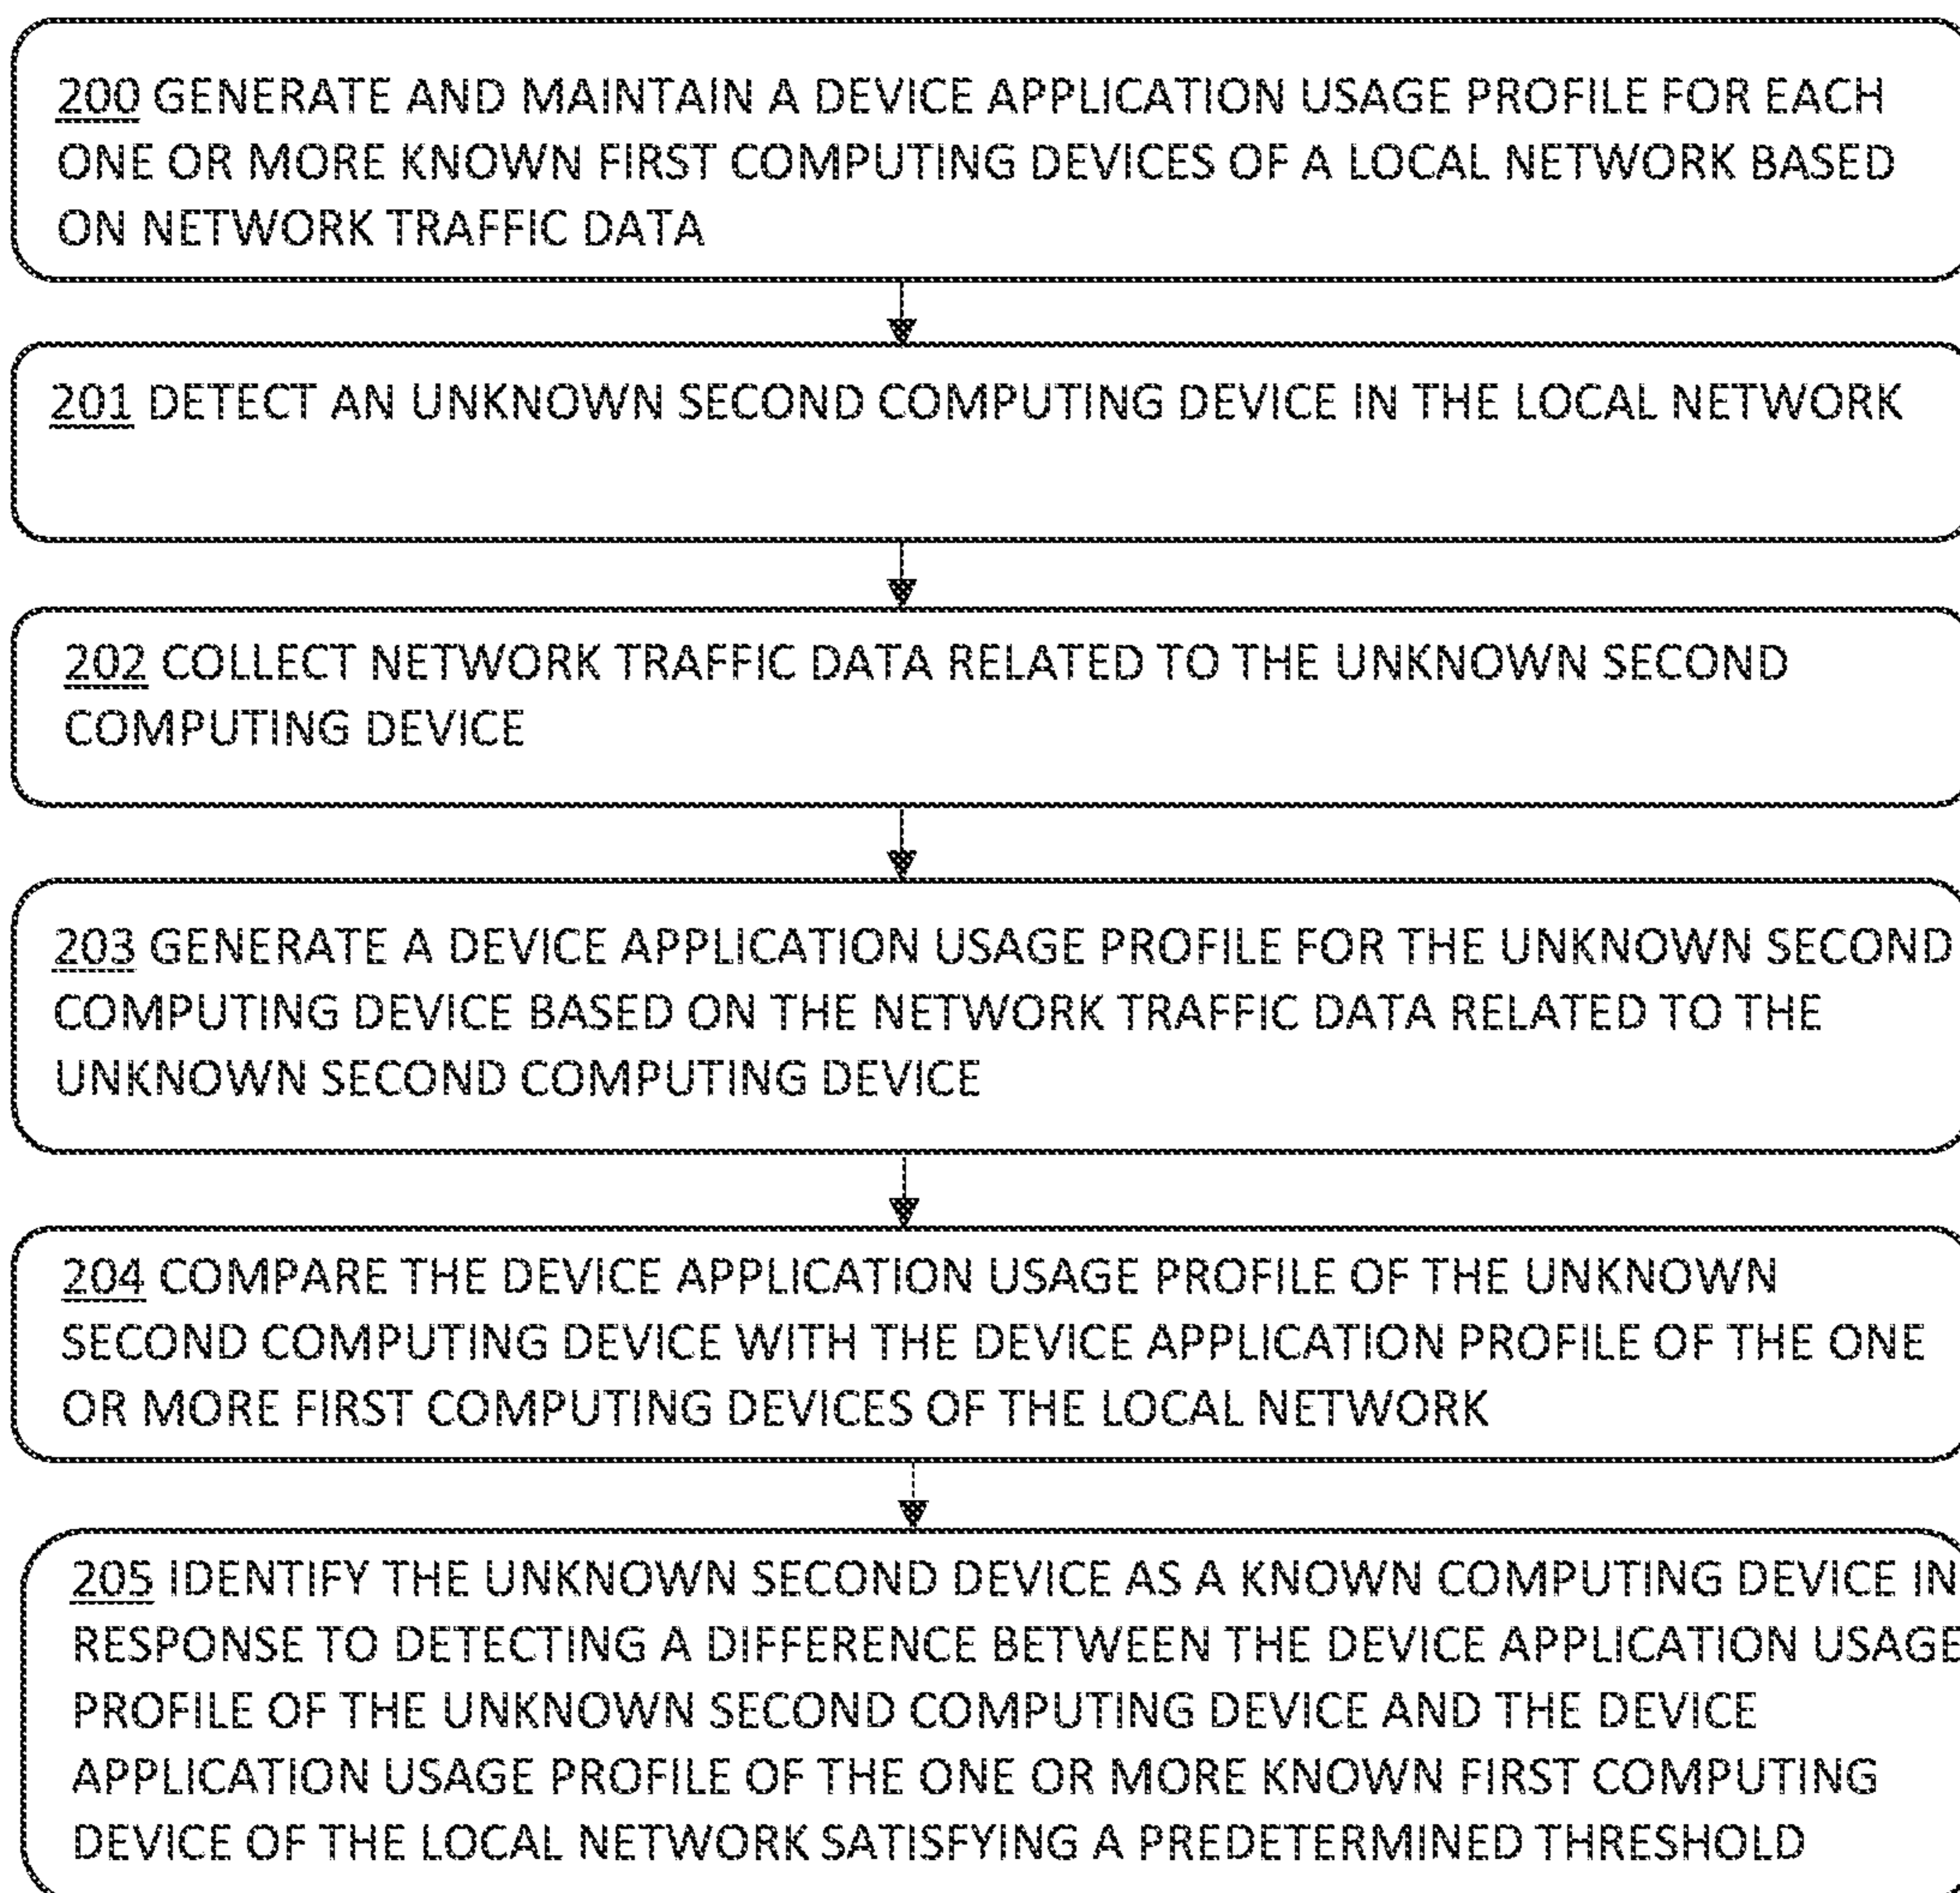 200 GENERATE AND MAINTAIN A DEVICE APPLICATION USAGE PROFILE FOR EACH
ONE OR MORE KNOWN FIRST COMPUTING DEVICES OF A LOCAL NETWORK BASED
ON NETWORK TRAFFIC DATA
201 DETECT AN UNKNOWN SECOND COMPUTING DEVICE IN THE LOCAL NETWORK
202 COLLECT NETWORK TRAFFIC DATA RELATED TO THE UNKNOWN SECOND
COMPUTING DEVICE
203 GENERATE A DEVICE APPLICATION USAGE PROFILE FOR THE UNKNOWN SECOND
COMPUTING DEVICE BASED ON THE NETWORK TRAFFIC DATA RELATED TO THE
UNKNOWN SECOND COMPUTING DEVICE
204 COMPARE THE DEVICE APPLICATION USAGE PROFILE OF THE UNKNOWN
SECOND COMPUTING DEVICE WITH THE DEVICE APPLICATION PROFILE OF THE ONE
OR MORE FIRST COMPUTING DEVICES OF THE LOCAL NETWORK
205 IDENTIFY THE UNKNOWN SECOND DEVICE AS A KNOWN COMPUTING DEVICE IN
RESPONSE TO DETECTING A DIFFERENCE BETWEEN THE DEVICE APPLICATION USAGE
PROFILE OF THE UNKNOWN SECOND COMPUTING DEVICE AND THE DEVICE
APPLICATION USAGE PROFILE OF THE ONE OR MORE KNOWN FIRST COMPUTING
DEVICE OF THE LOCAL NETWORK SATISFYING A PREDETERMINED THRESHOLD